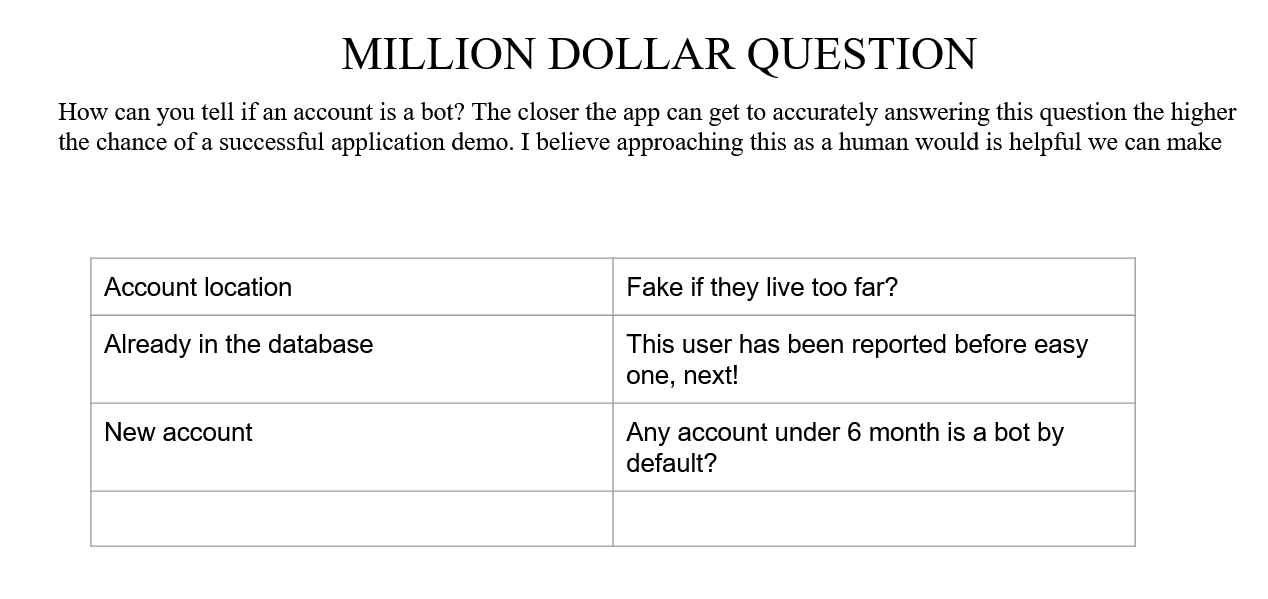 MILLION DOLLAR QUESTION
How can you tell if an account is a bot? The closer the app can get to accurately answering this question the higher
the chance of a successful application demo. I believe approaching this as a human would is helpful we can make
Account location
Fake if they live too far?
Already in the database
This user has been reported before easy
one, next!
New account
Any account under 6 month is a bot by
default?